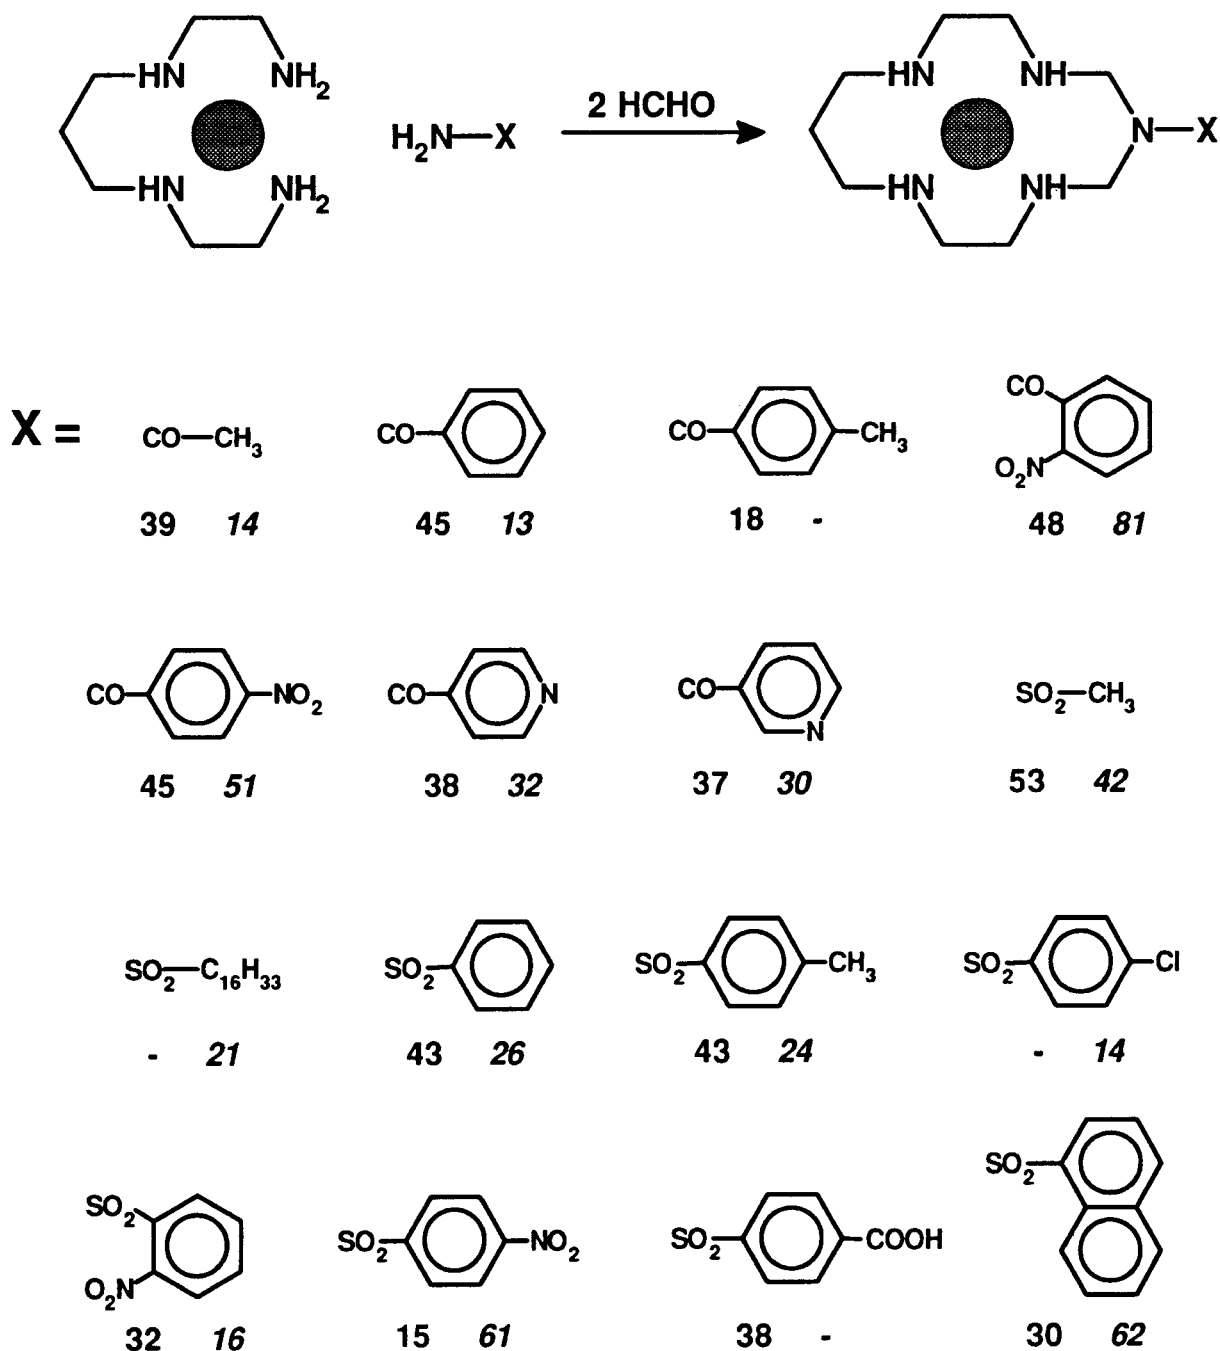 HN NH2 H2N—X 2 HCHO HN NH N—X
HN NH2 HN NH
X = CO—CH3 CO CO CH3 CO O2N
39 14 45 13 18 - 48 81
CO NO2 CO N CO N SO2—CH3
45 51 38 32 37 30 53 42
SO2—C16H33 SO2 SO2 CH3 SO2 Cl
- 21 43 26 43 24 - 14
SO2 O2N SO2 NO2 SO2 COOH SO2
32 16 15 61 38 - 30 62